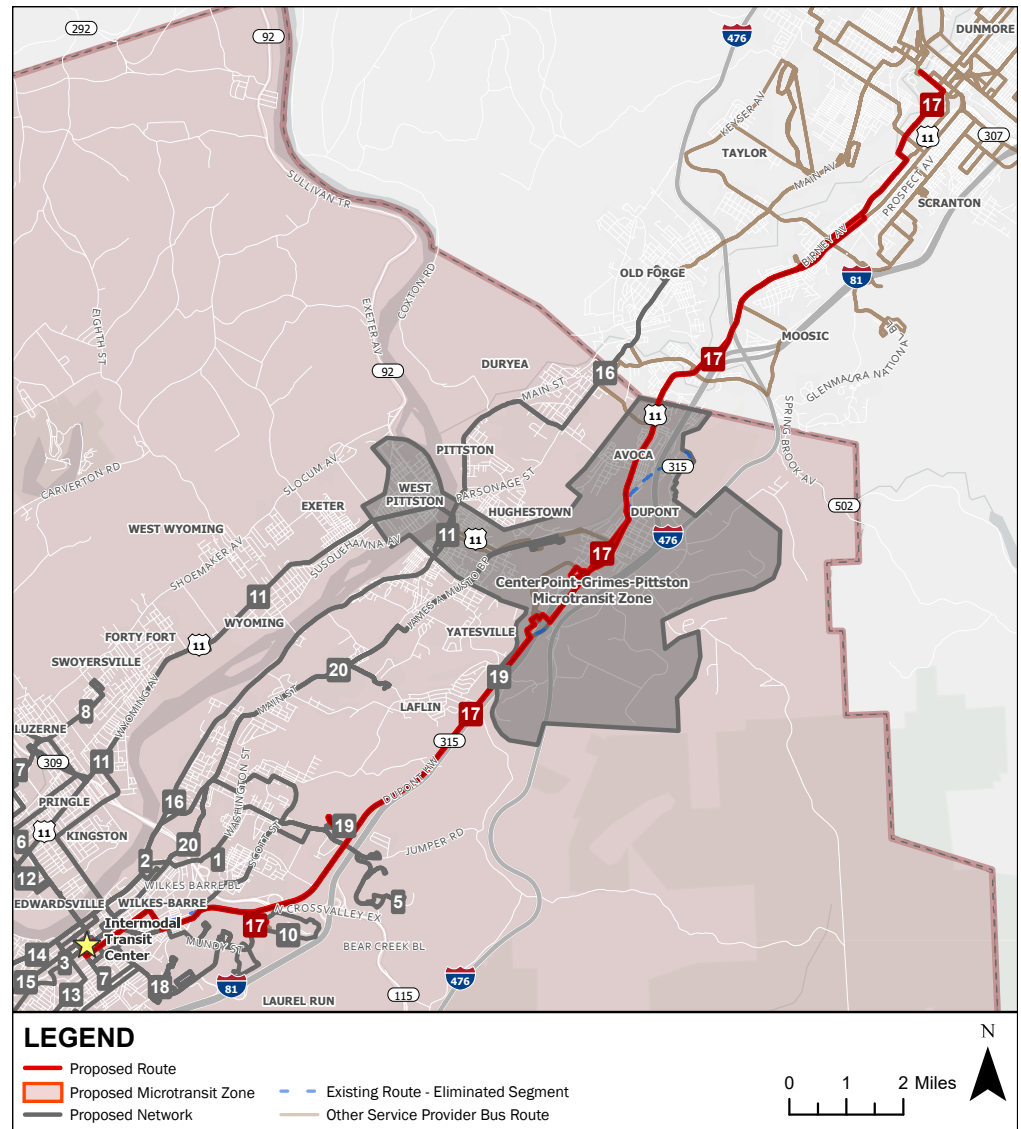 292
92
476
DUNMORE
KEYSER AV
17
11
307
TAYLOR
MAIN AV
PROSPECT AV
SCRANTON
SULLIVAN TR
COXTON RD
BIRNEY AV
OLD FORGE
81
EIGHTH ST
EXETER AV
MOOSIC
92
DURYEA
16
17
GLENMAURA NATIONAL BL
MAIN ST
11
SPRING BROOK AV
CARVERTON RD
SLOCUM AV
PITTSTON
AVOCA
315
PARSONAGE ST
WEST
PITTSTON
EXETER
HUGHESTOWN
DUPONT
502
WEST WYOMING
11
11
476
SHOEMAKER AV
SUSQUEHANNA AV
17
JAMES A MUSTO BP
CenterPoint-Grimes-Pittston
Microtransit Zone
11
WYOMING
FORTY FORT
11
YATESVILLE
SWOYERSVILLE
20
19
MAIN ST
LAFLIN
17
8
LUZERNE
WYOMING AV
315
309
11
7
DUPONT HW
PRINGLE
16
WASHINGTON ST
19
11
KINGSTON
20
SCOTT ST
JUMPER RD
6
2
1
12
WILKES BARRE BL
5
EDWARDSVILLE
WILKES-BARRE
N CROSSVALLEY EX
Intermodal
Transit
Center
17
10
MUNDY ST
BEAR CREEK BL
14
3
7
15
13
18
81
476
LAUREL RUN
115
LEGEND
Proposed Route
Proposed Microtransit Zone
Proposed Network
Existing Route - Eliminated Segment
Other Service Provider Bus Route
0 1 2 Miles
N